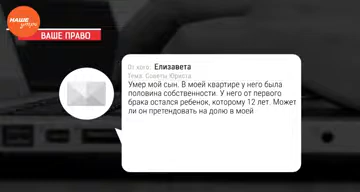 НАШЕ
утро
ВАШЕ ПРАВО
От кого: Елизавета
Тема: Советы Юриста
Умер мой сын. В моей квартире у него была
половина собственности. У него от первого
брака остался ребенок, которому 12 лет. Может
ли он претендовать на долю в моей